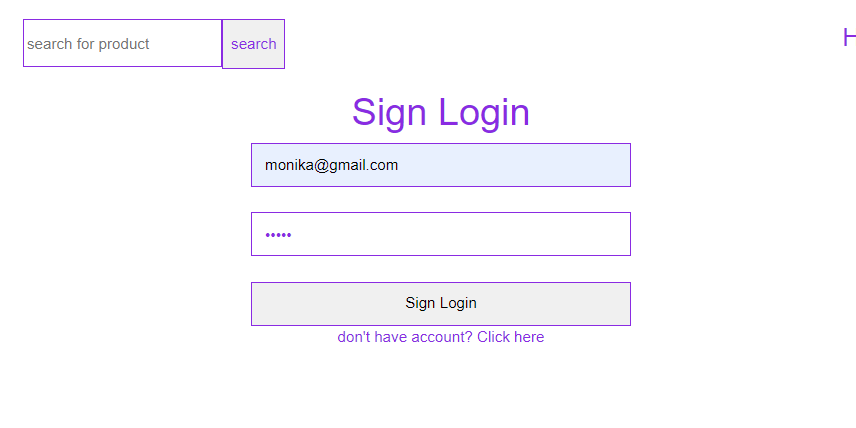 search for product search H
Sign Login
monika@gmail.com
•••••
Sign Login
don't have account? Click here